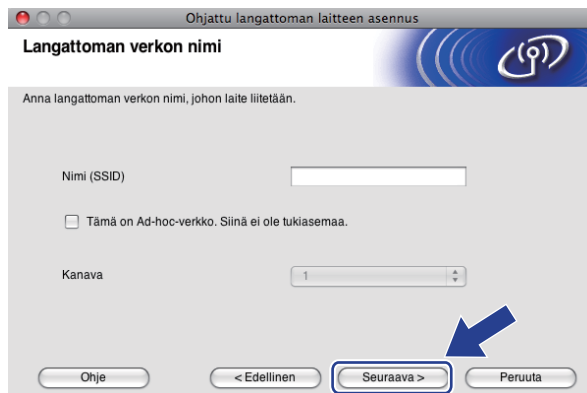 Ohjattu langattoman laitteen asennus
Langattoman verkon nimi
Anna langattoman verkon nimi, johon laite liitetään.
Nimi (SSID)
Tämä on Ad-hoc-verkko. Siinä ei ole tukiasemaa.
Kanava 1
Ohje < Edellinen Seuraava > Peruuta